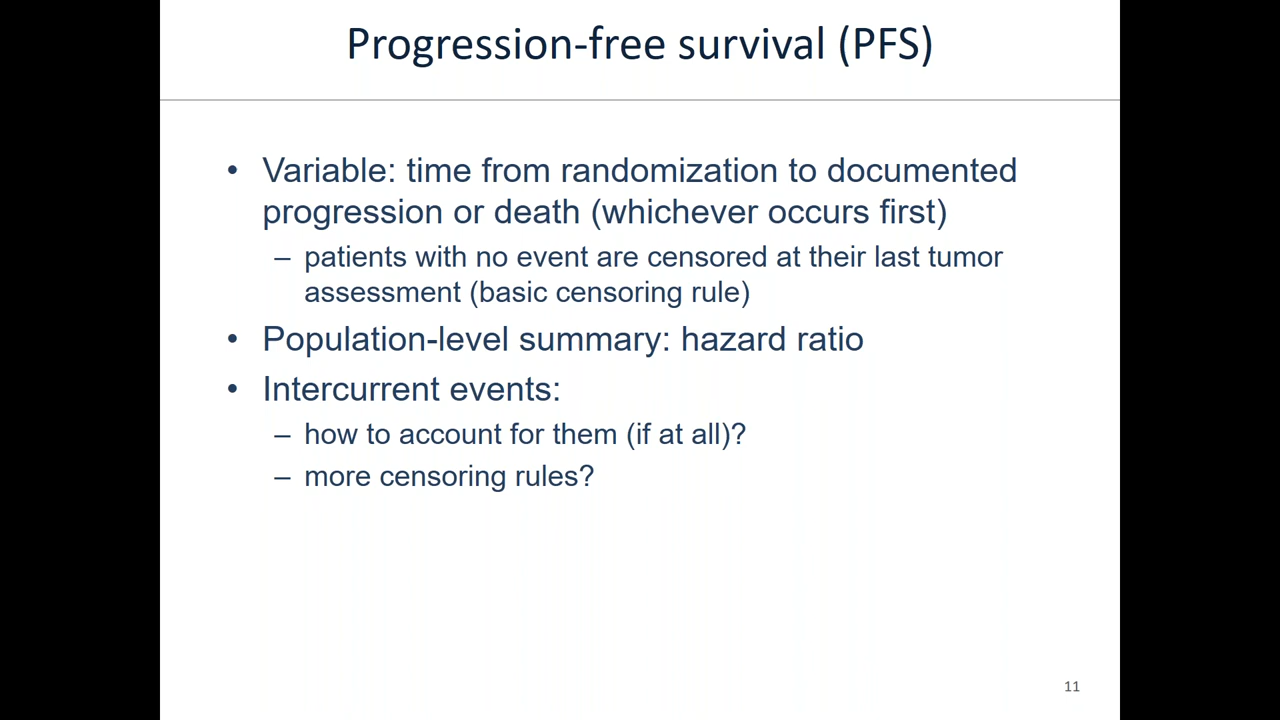 Progression-free survival (PFS)
• Variable: time from randomization to documented
progression or death (whichever occurs first)
– patients with no event are censored at their last tumor
assessment (basic censoring rule)
• Population-level summary: hazard ratio
• Intercurrent events:
– how to account for them (if at all)?
– more censoring rules?
11